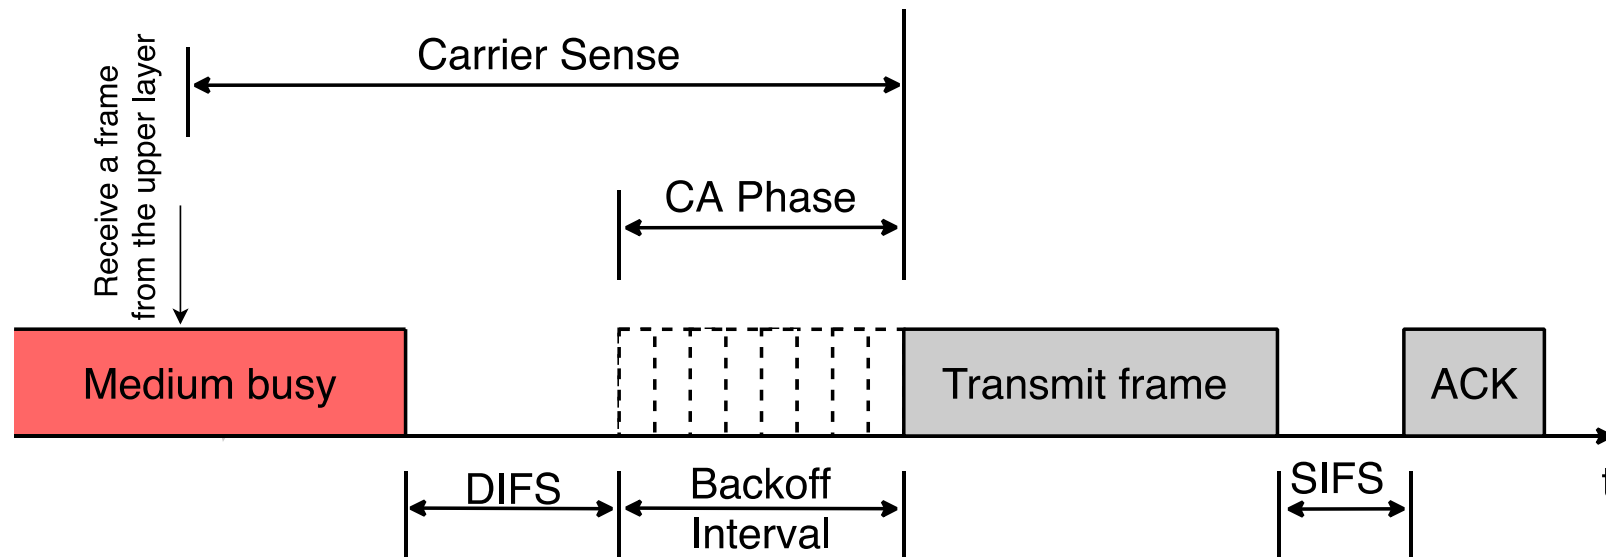 Carrier Sense
Receive a frame
from the upper layer
CA Phase
Medium busy
Transmit frame
ACK
DIFS
Backoff
Interval
SIFS
t